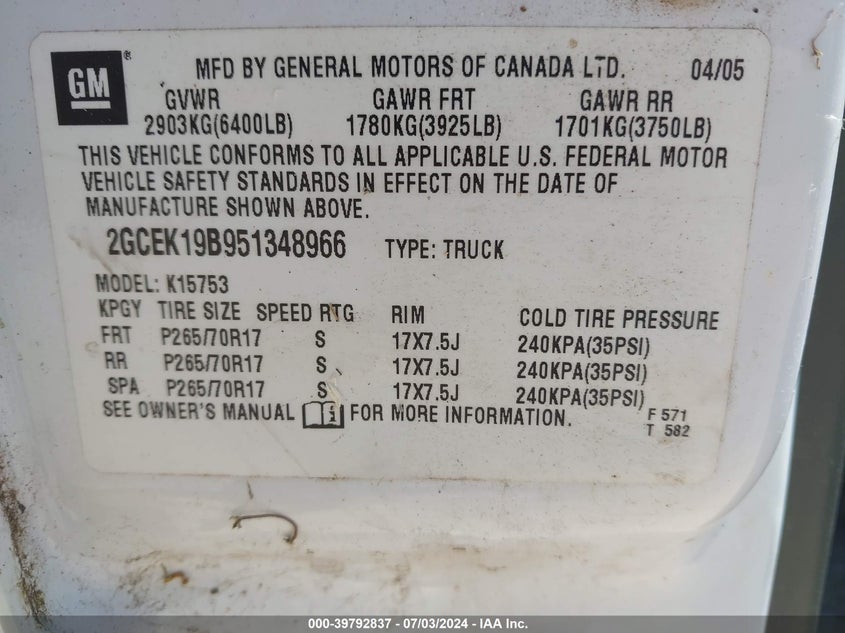 GM®
MFD BY GENERAL MOTORS OF CANADA LTD. 04/05
GVWR GAWR FRT GAWR RR
2903KG(6400LB) 1780KG(3925LB) 1701KG(3750LB)
THIS VEHICLE CONFORMS TO ALL APPLICABLE U.S. FEDERAL MOTOR
VEHICLE SAFETY STANDARDS IN EFFECT ON THE DATE OF
MANUFACTURE SHOWN ABOVE.
2GCEK19B951348966 TYPE: TRUCK
MODEL: K15753
KPGY TIRE SIZE SPEED RTG RIM COLD TIRE PRESSURE
FRT P265/70R17 S 17X7.5J 240KPA(35PSI)
RR P265/70R17 S 17X7.5J 240KPA(35PSI)
SPA P265/70R17 S 17X7.5J 240KPA(35PSI)
SEE OWNER'S MANUAL i FOR MORE INFORMATION.
F 571
T 582
000-39792837 - 07/03/2024 - IAA Inc.